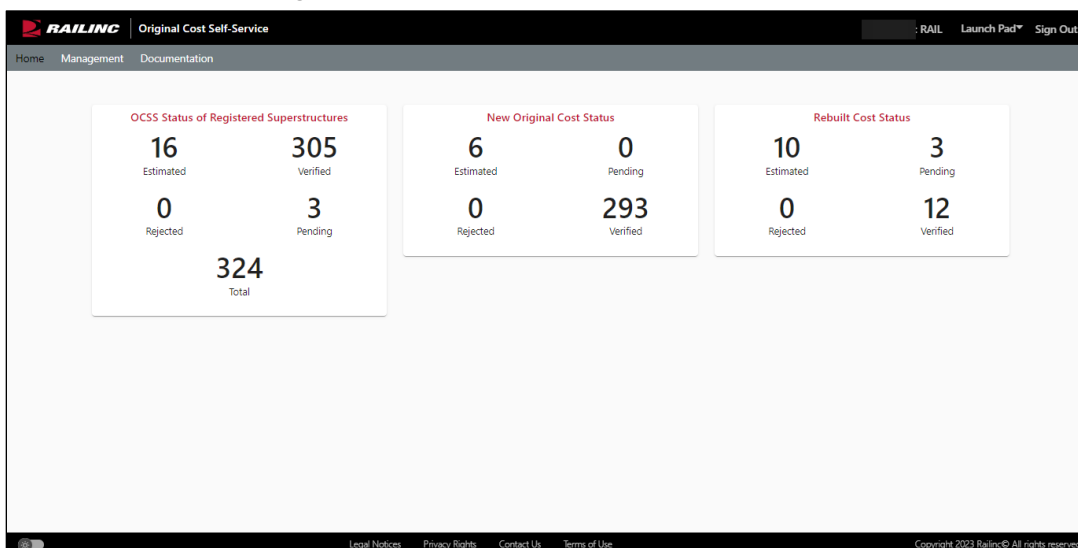 RAILINC Original Cost Self-Service : RAIL Launch Pad Sign Out
Home Management Documentation
OCSS Status of Registered Superstructures
16 305
Estimated Verified
0 3
Rejected Pending
324
Total
New Original Cost Status
6 0
Estimated Pending
0 293
Rejected Verified
Rebuilt Cost Status
10 3
Estimated Pending
0 12
Rejected Verified
Legal Notices Privacy Rights Contact Us Terms of Use Copyright 2023 Railinc© All rights reserved